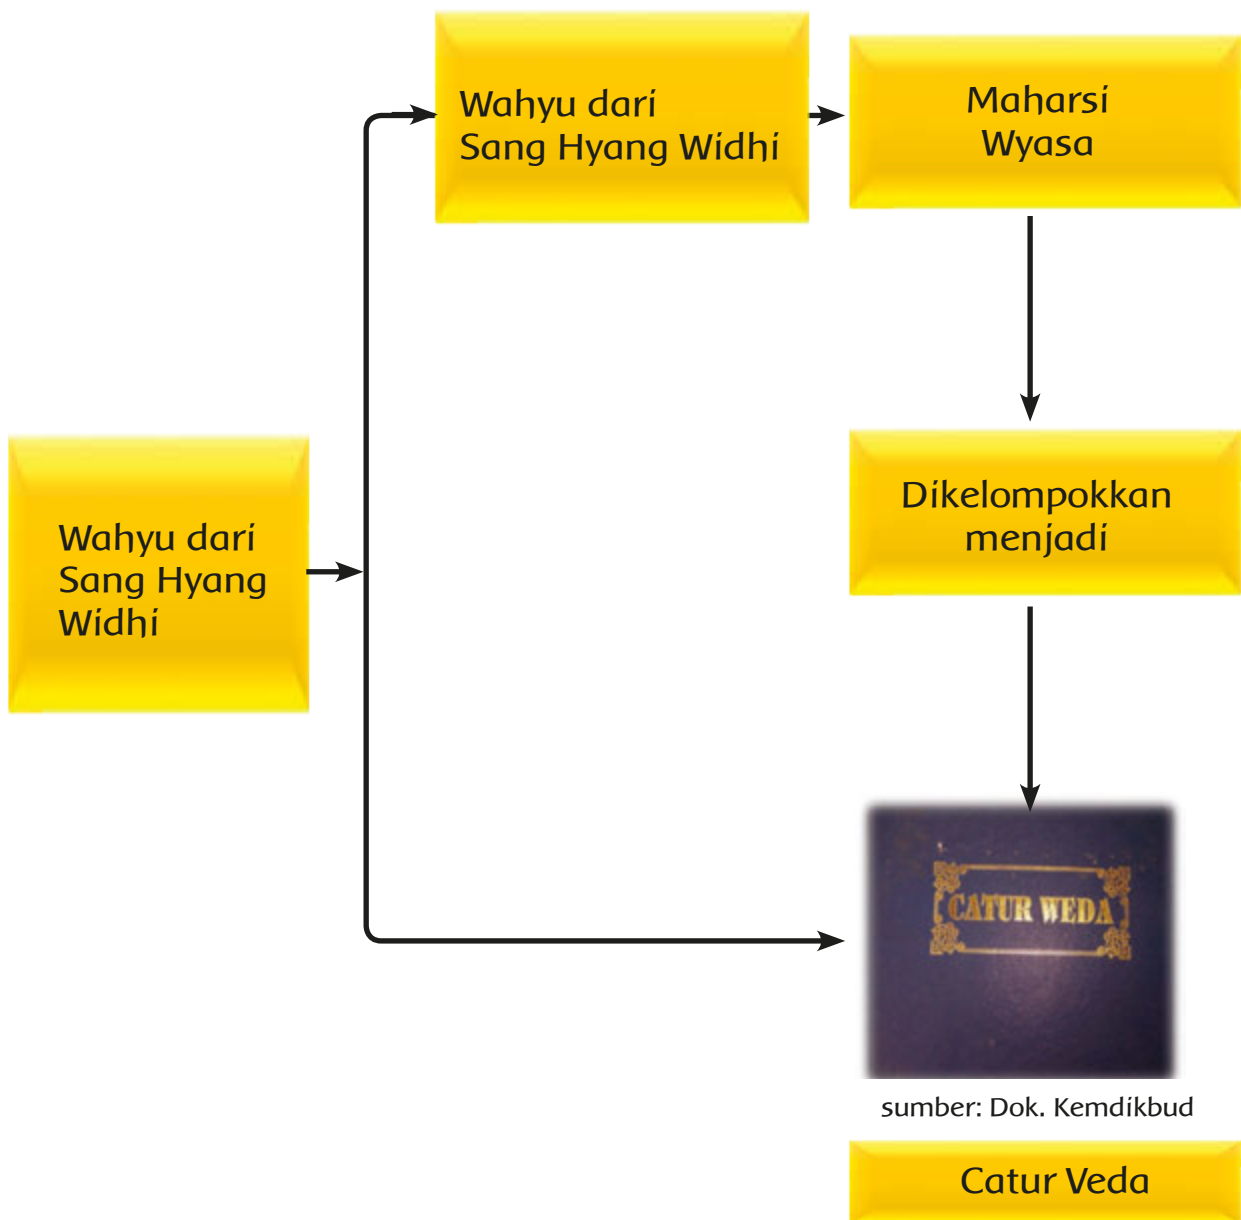 Wahyu dari
Sang Hyang Widhi
Maharsi
Wyasa
Wahyu dari
Sang Hyang
Widhi
Dikelompokkan
menjadi
CATUR WEDA
sumber: Dok. Kemdikbud
Catur Veda